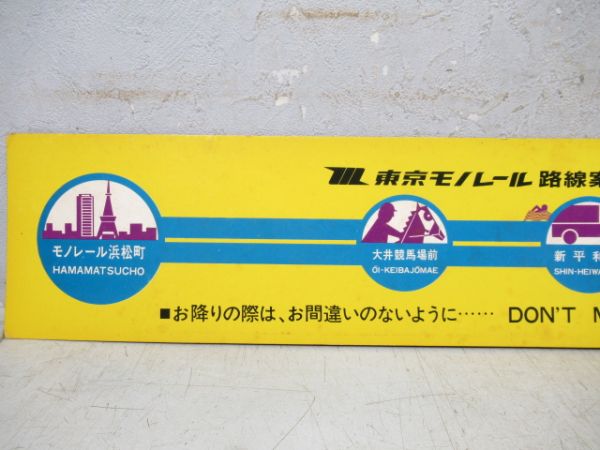 東京モノレール 路線案
モノレール浜松町
HAMAMATSUCHO
大井競馬場前
ŌI-KEIBAJŌMAE
新平和
SHIN-HEIWA
■お降りの際は、お間違いのないように…… DON'T M